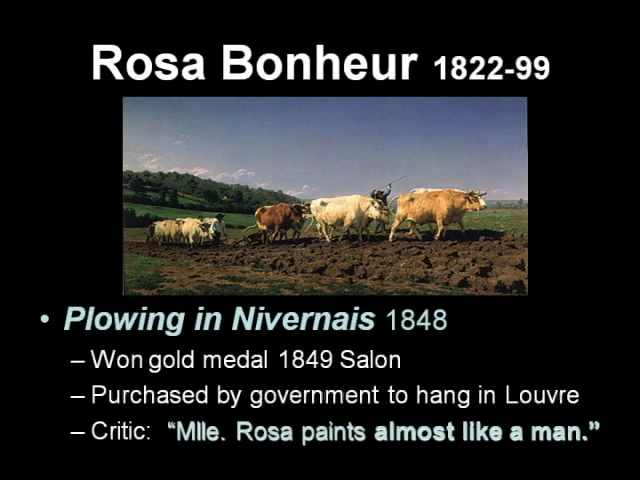 Rosa Bonheur 1822-99
• Plowing in Nivernais 1848
– Won gold medal 1849 Salon
– Purchased by government to hang in Louvre
– Critic: “Mlle. Rosa paints almost like a man.”